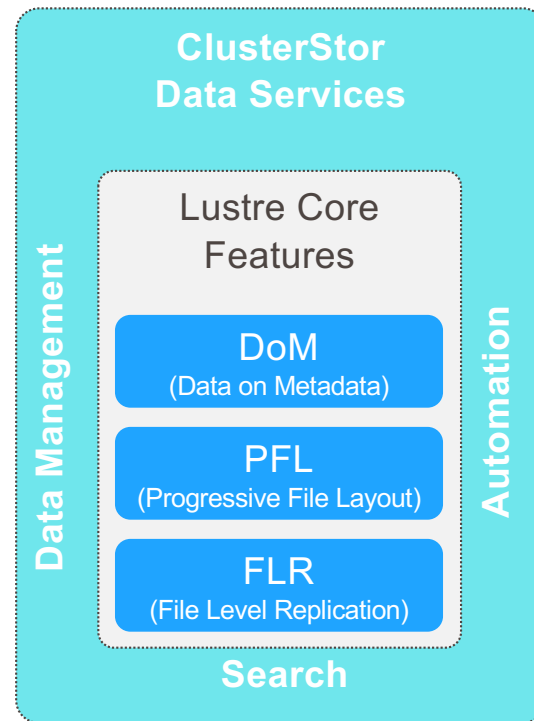 ClusterStor
Data Services
Lustre Core
Features
DoM
(Data on Metadata)
PFL
(Progressive File Layout)
FLR
(File Level Replication)
Data Management
Automation
Search